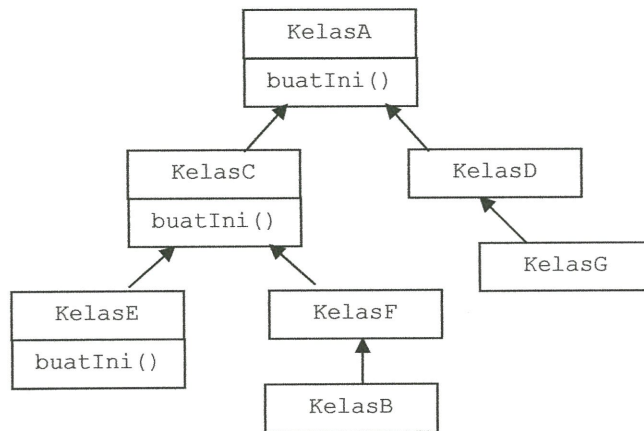 KelasA
buatIni()
KelasC
buatIni()
KelasD
KelasG
KelasE
buatIni()
KelasF
KelasB